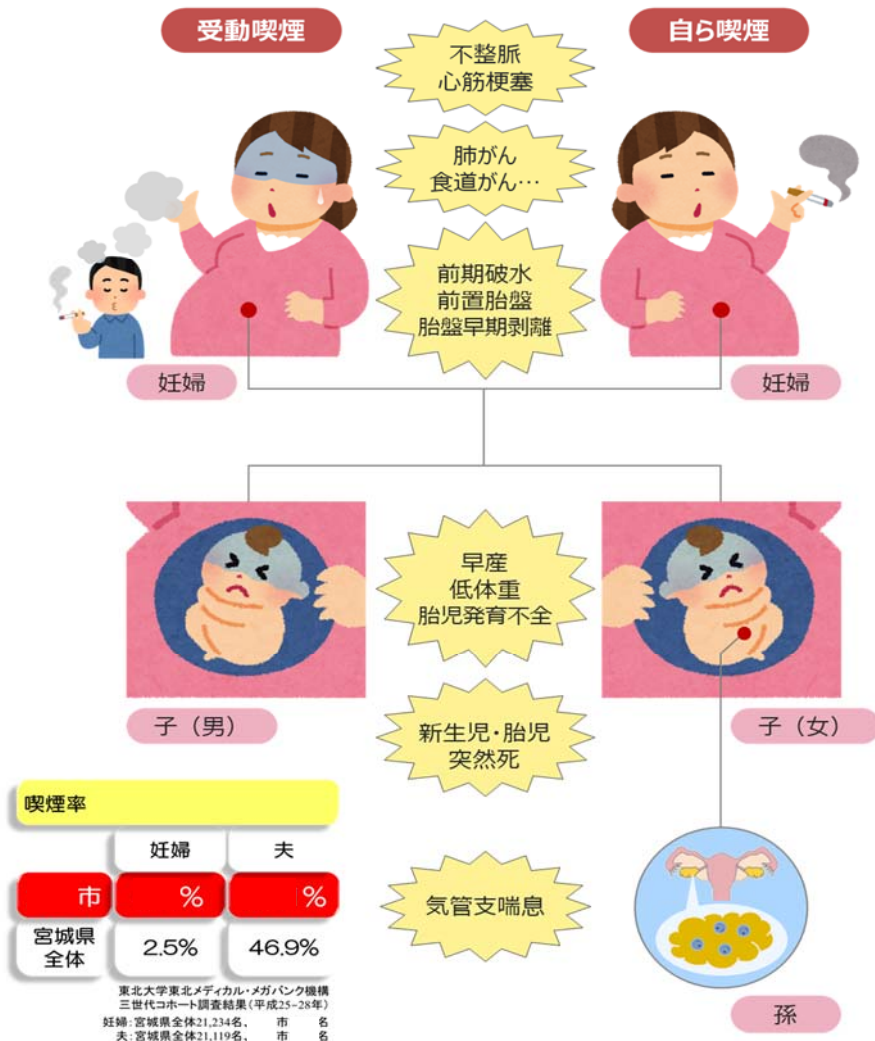 受動喫煙
自ら喫煙
不整脈
心筋梗塞
肺がん
食道がん…
前期破水
前置胎盤
胎盤早期剥離
妊婦
妊婦
早産
低体重
胎児発育不全
子（男）
子（女）
新生児・胎児
突然死
気管支喘息
孫
喫煙率
妊婦 夫
市 % %
宮城県
全体 2.5% 46.9%
東北大学東北メディカル・メガバンク機構
三世代コホート調査結果（平成25-28年）
妊婦：宮城県全体21,234名、 市 名
夫：宮城県全体21,119名、 市 名